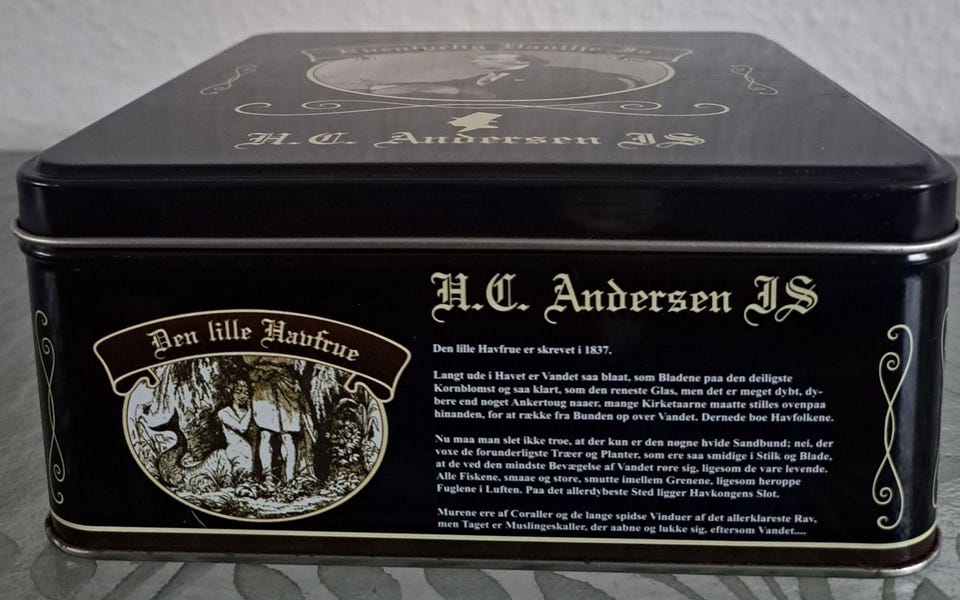 Eventyrlig Vanille Is
H.C. Andersen IS
H.C. Andersen IS
Den lille Havfrue
Den lille Havfrue er skrevet i 1837.
Langt ude i Havet er Vandet saa blaat, som Bladene paa den deiligste
Kornblomst og saa klart, som den reneste Glas, men det er meget dybt, dy-
bere end noget Ankertoug naaer, mange Kirketaarne maatte stilles ovenpaa
hinanden, for at række fra Bunden op over Vandet. Dernede boe Havfolkene.
Nu maa man slet ikke troe, at der kun er den nøgne hvide Sandbund; nei, der
voxe de forunderligste Træer og Planter, som ere saa smidige i Stilk og Blade,
at de ved den mindste Bevægelse af Vandet røre sig, ligesom de vare levende.
Alle Fiskene, smaae og store, smutte imellem Grenene, ligesom heroppe
Fuglene i Luften. Paa det allerdybeste Sted ligger Havkongens Slot.
Murene ere af Coraller og de lange spidse Vinduer af det allerklareste Rav,
men Taget er Muslingeskaller, der aabne og lukke sig, eftersom Vandet....